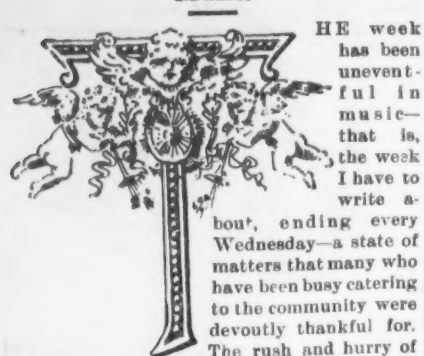 THE week
has been
unevent-
ful in
music—
that is,
the week
I have to
write a-
bout, ending every
Wednesday—a state of
matters that many who
have been busy catering
to the community were
devoutly thankful for.
The rush and hurry of